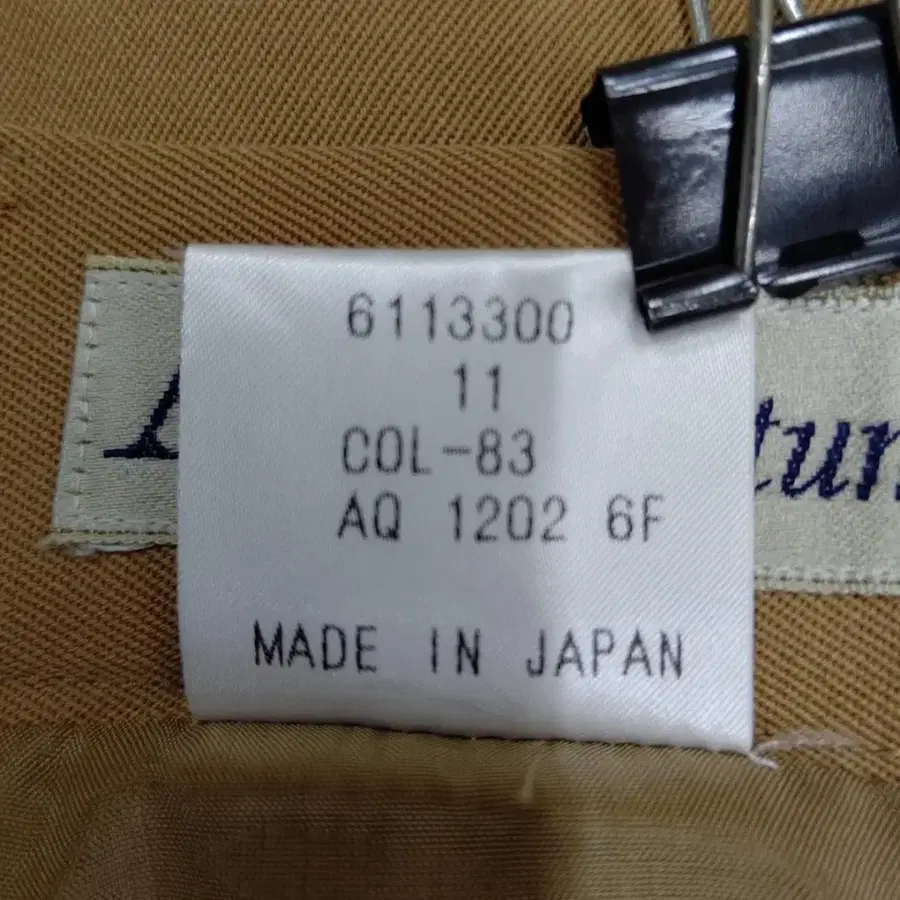 6113300
11
COL-83
AQ 1202 6F
MADE IN JAPAN